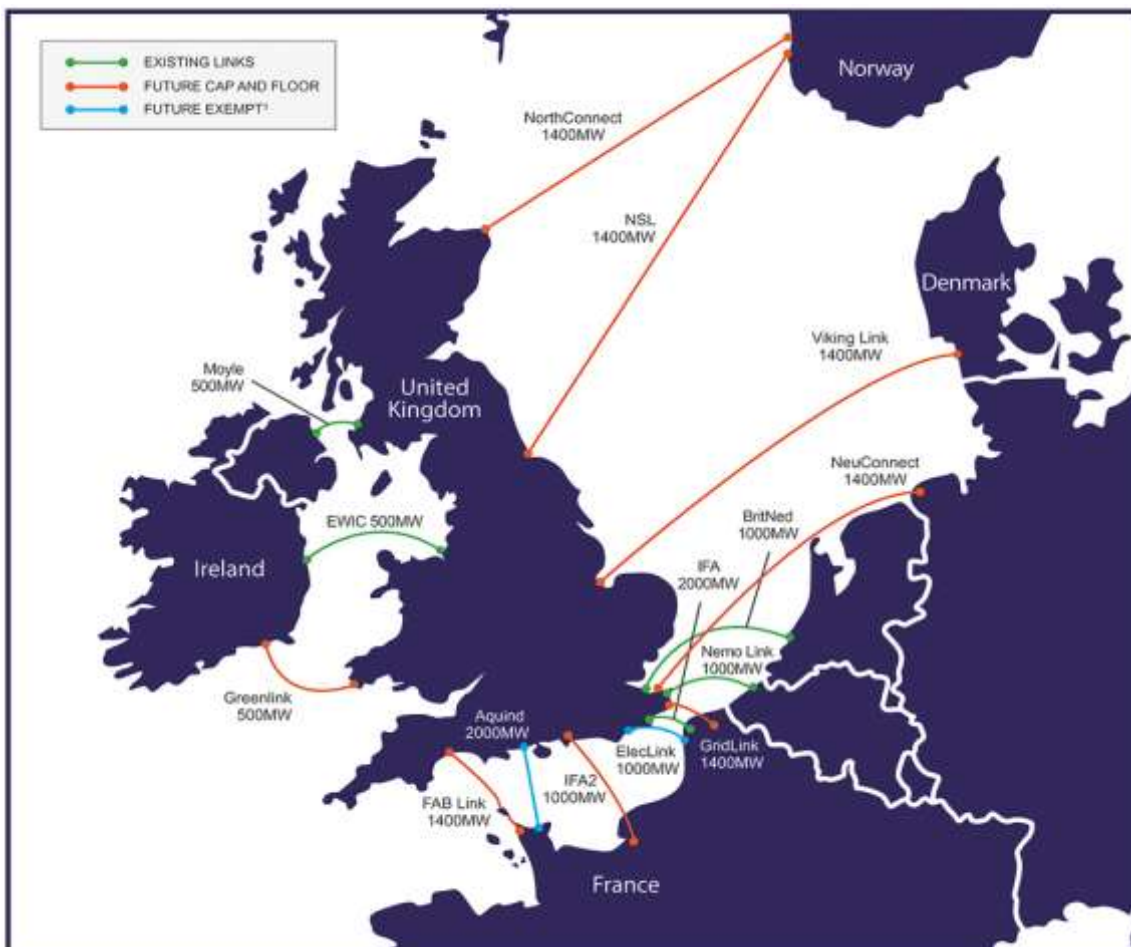 EXISTING LINKS
FUTURE CAP AND FLOOR
FUTURE EXEMPT¹
Norway
NorthConnect
1400MW
NSL
1400MW
Denmark
Viking Link
1400MW
Moyle
500MW
United
Kingdom
NeuConnect
1400MW
BritNed
1000MW
EWIC 500MW
IFA
2000MW
Ireland
Nemo Link
1000MW
Greenlink
500MW
Aquind
2000MW
ElecLink
1000MW
GridLink
1400MW
IFA2
1000MW
FAB Link
1400MW
France